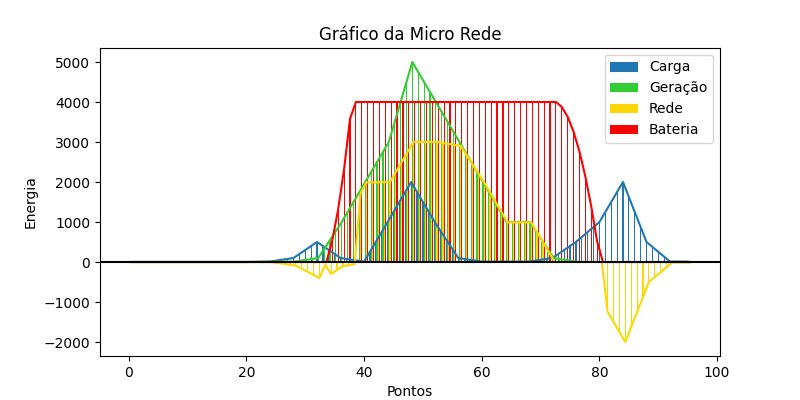 Gráfico da Micro Rede
Carga
Geração
Rede
Bateria
5000
4000
3000
2000
1000
0
−1000
−2000
Energia
0 20 40 60 80 100
Pontos